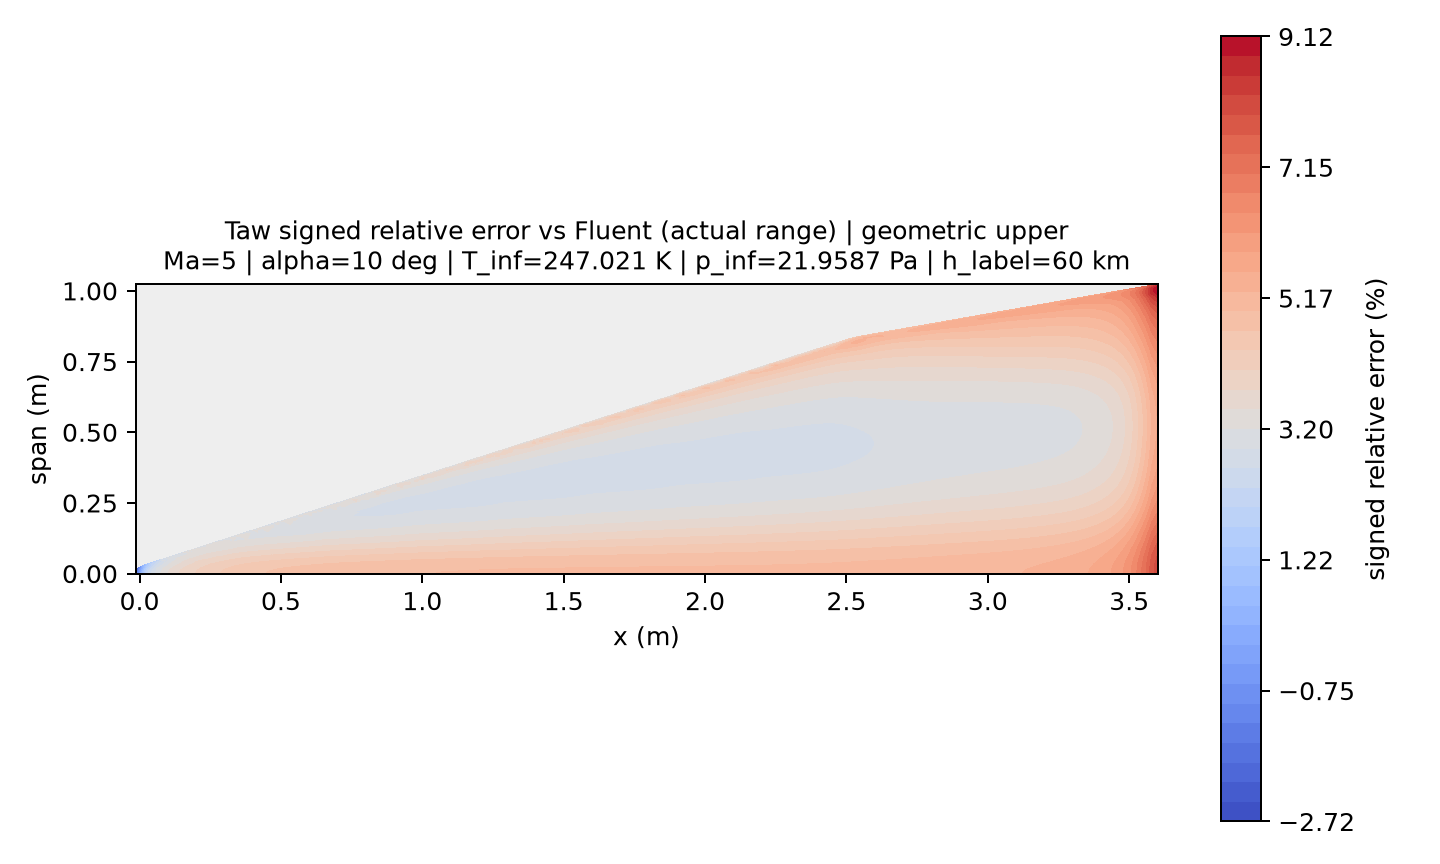 Taw signed relative error vs Fluent (actual range) | geometric upper
Ma=5 | alpha=10 deg | T_inf=247.021 K | p_inf=21.9587 Pa | h_label=60 km
span (m)
1.00
0.75
0.50
0.25
0.00
0.0 0.5 1.0 1.5 2.0 2.5 3.0 3.5
x (m)
9.12
7.15
5.17
3.20
1.22
−0.75
−2.72
signed relative error (%)